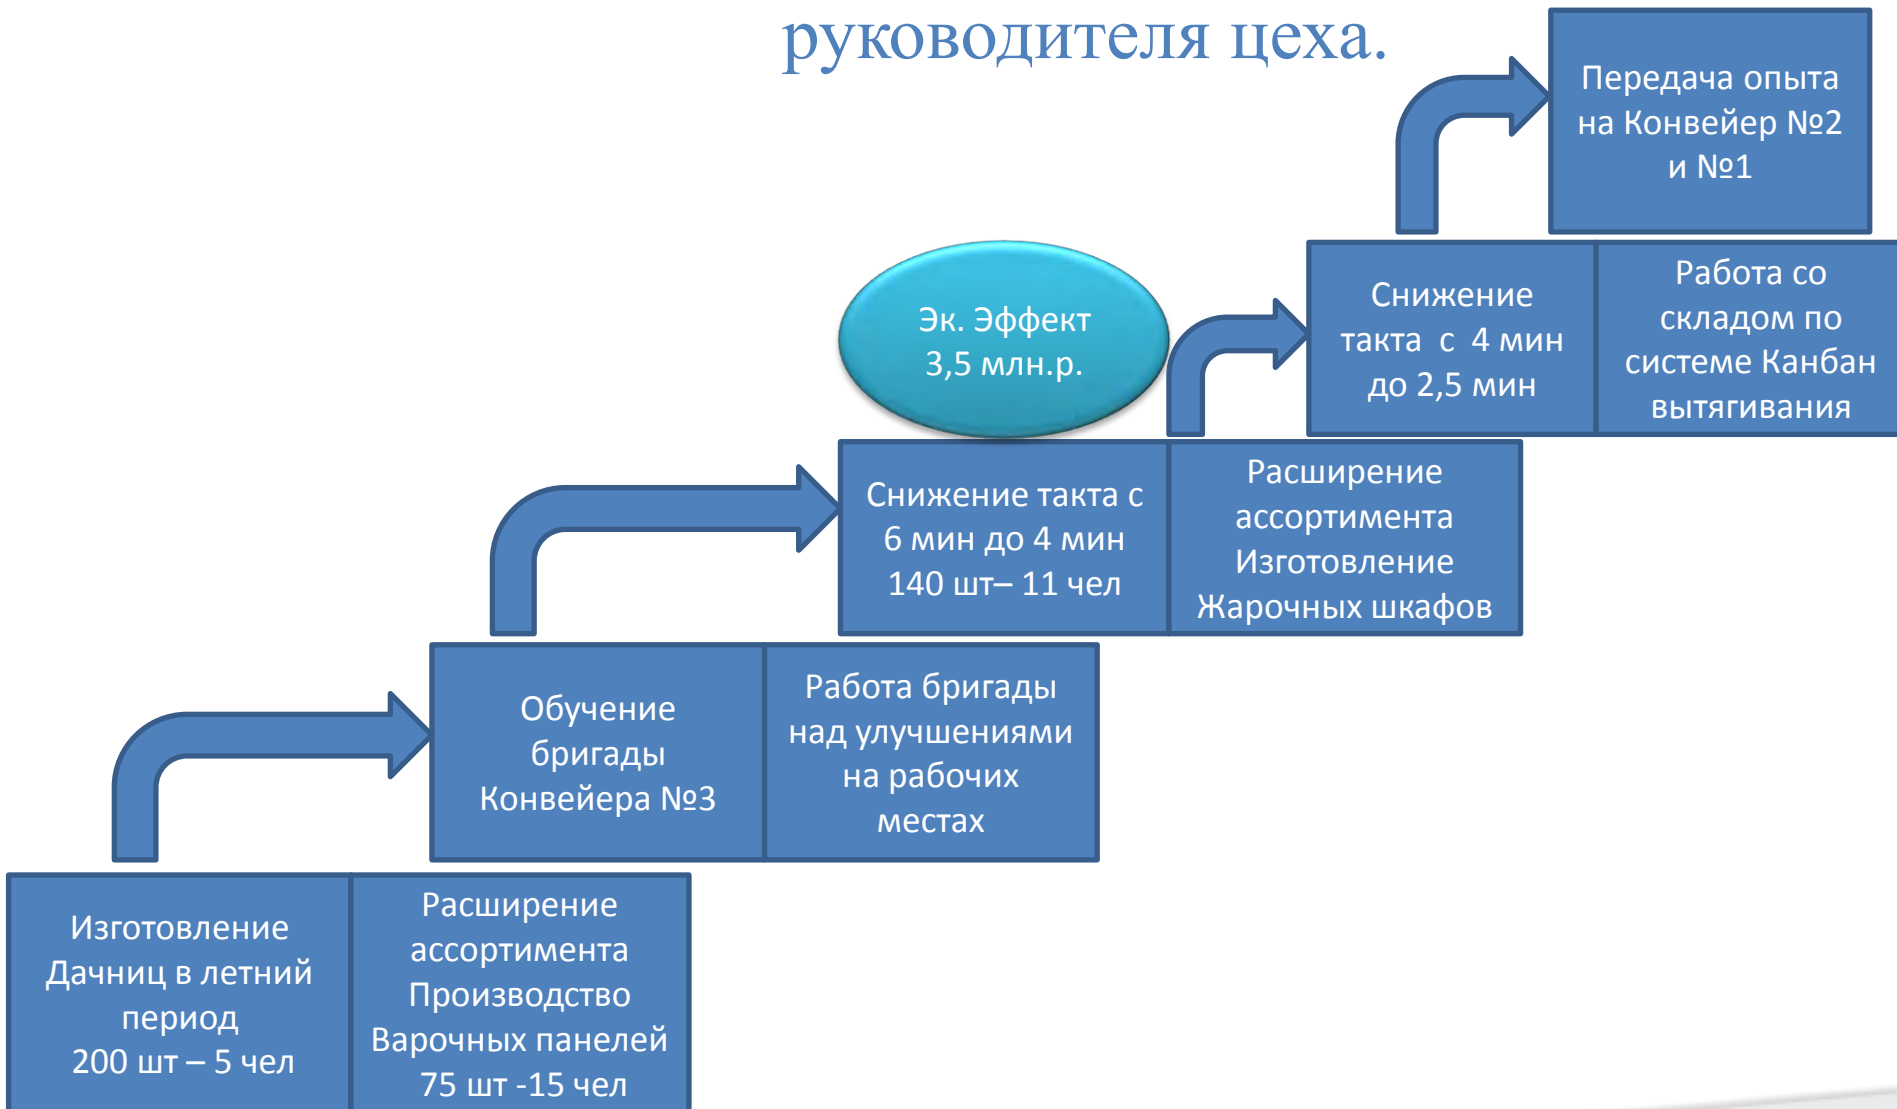 руководителя цеха.
Передача опыта
на Конвейер №2
и №1
Эк. Эффект
3,5 млн.р.
Снижение
такта с 4 мин
до 2,5 мин
Работа со
складом по
системе Канбан
вытягивания
Снижение такта с
6 мин до 4 мин
140 шт– 11 чел
Расширение
ассортимента
Изготовление
Жарочных шкафов
Обучение
бригады
Конвейера №3
Работа бригады
над улучшениями
на рабочих
местах
Изготовление
Дачниц в летний
период
200 шт – 5 чел
Расширение
ассортимента
Производство
Варочных панелей
75 шт -15 чел